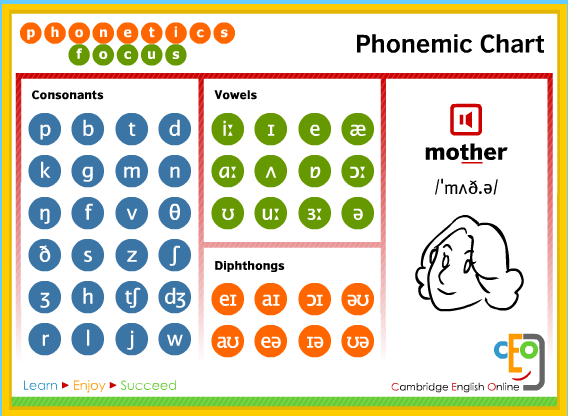 phonetics
focus
Phonemic Chart
Consonants
p b t d
k g m n
ŋ f v θ
ð s z ʃ
ʒ h tʃ dʒ
r l j w
Vowels
iː ɪ e æ
ɑː ʌ ɒ ɔː
ʊ uː ɜː ə
Diphthongs
eɪ aɪ ɔɪ əʊ
aʊ eə ɪə ʊə
mother
/ˈmʌð.ə/
CEO
Learn ▶ Enjoy ▶ Succeed
Cambridge English Online